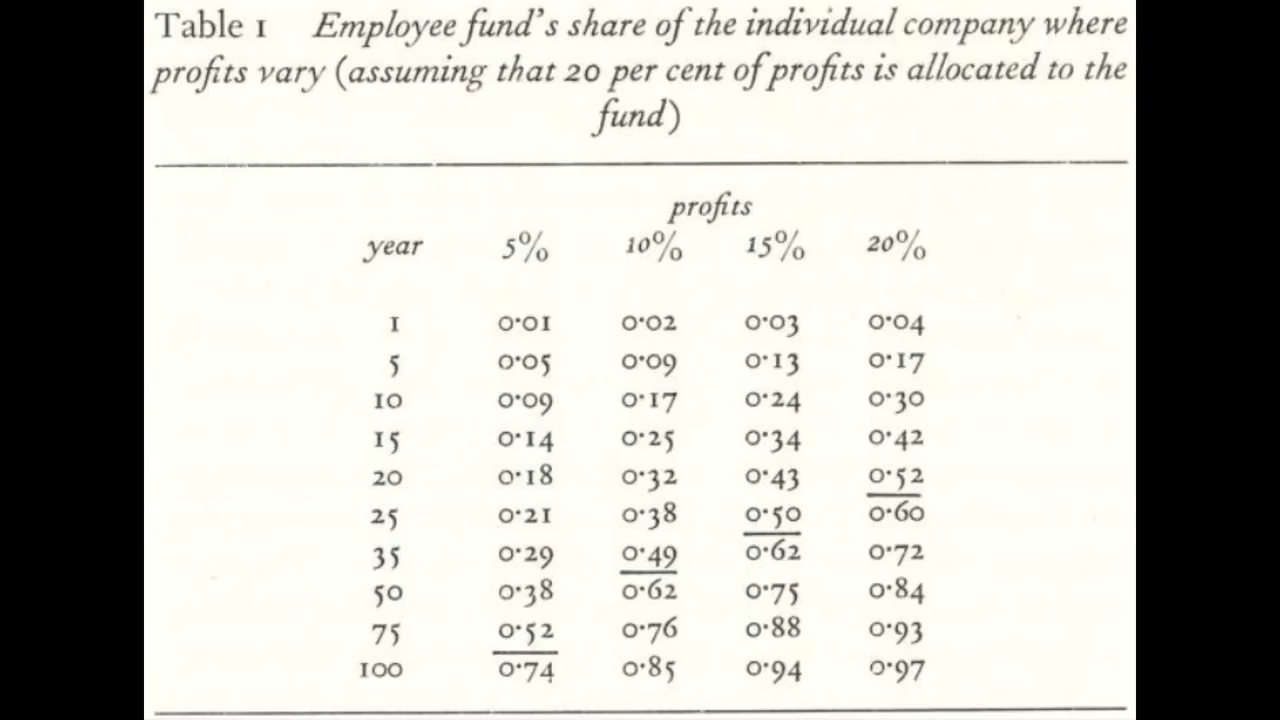 Table 1 Employee fund's share of the individual company where
profits vary (assuming that 20 per cent of profits is allocated to the
fund)
profits
year 5% 10% 15% 20%
1 0·01 0·02 0·03 0·04
5 0·05 0·09 0·13 0·17
10 0·09 0·17 0·24 0·30
15 0·14 0·25 0·34 0·42
20 0·18 0·32 0·43 0·52
25 0·21 0·38 0·50 0·60
35 0·29 0·49 0·62 0·72
50 0·38 0·62 0·75 0·84
75 0·52 0·76 0·88 0·93
100 0·74 0·85 0·94 0·97